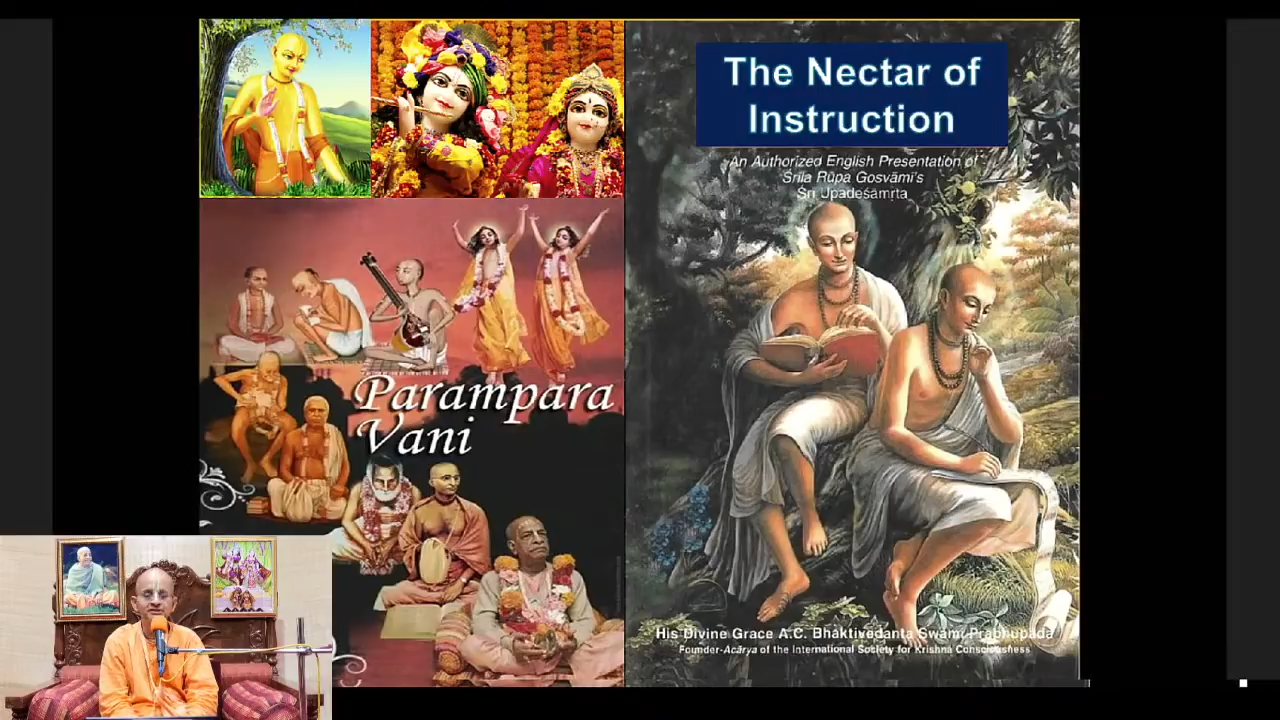 Parampara
Vani
The Nectar of
Instruction
An Authorized English Presentation of
Śrīla Rūpa Gosvāmī's
Śrī Upadeśāmṛta
His Divine Grace A.C. Bhaktivedanta Swami Prabhupāda
Founder-Ācārya of the International Society for Krishna Consciousness